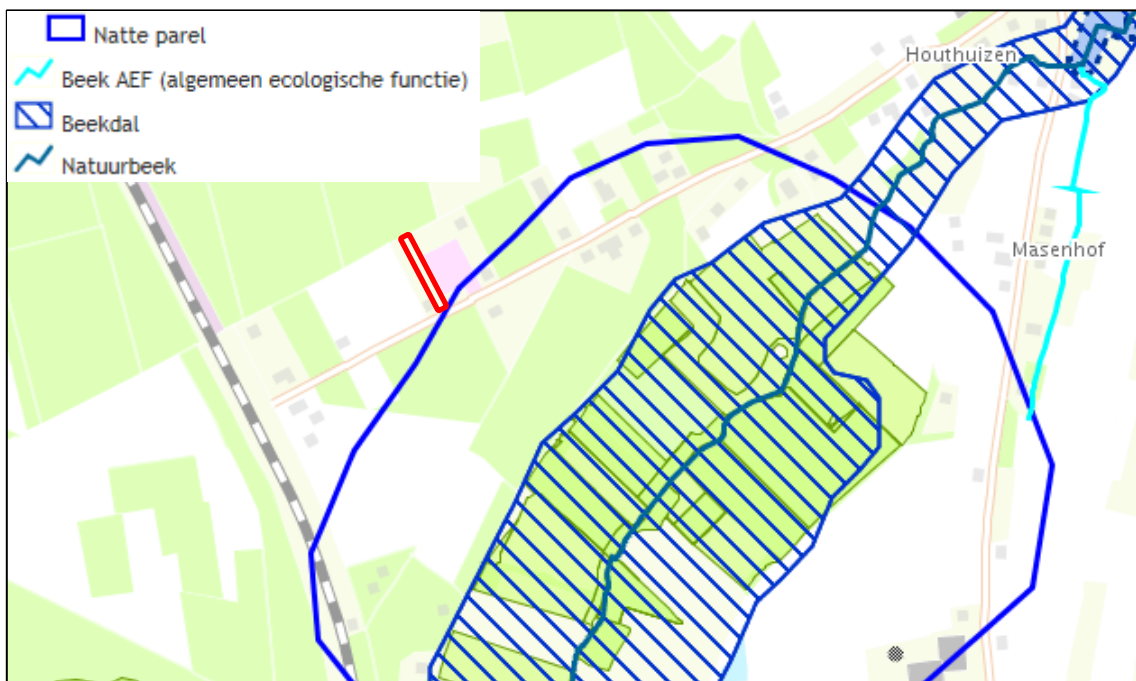 Natte parel
Beek AEF (algemeen ecologische functie)
Beekdal
Natuurbeek
Houthuizen
Masenhof